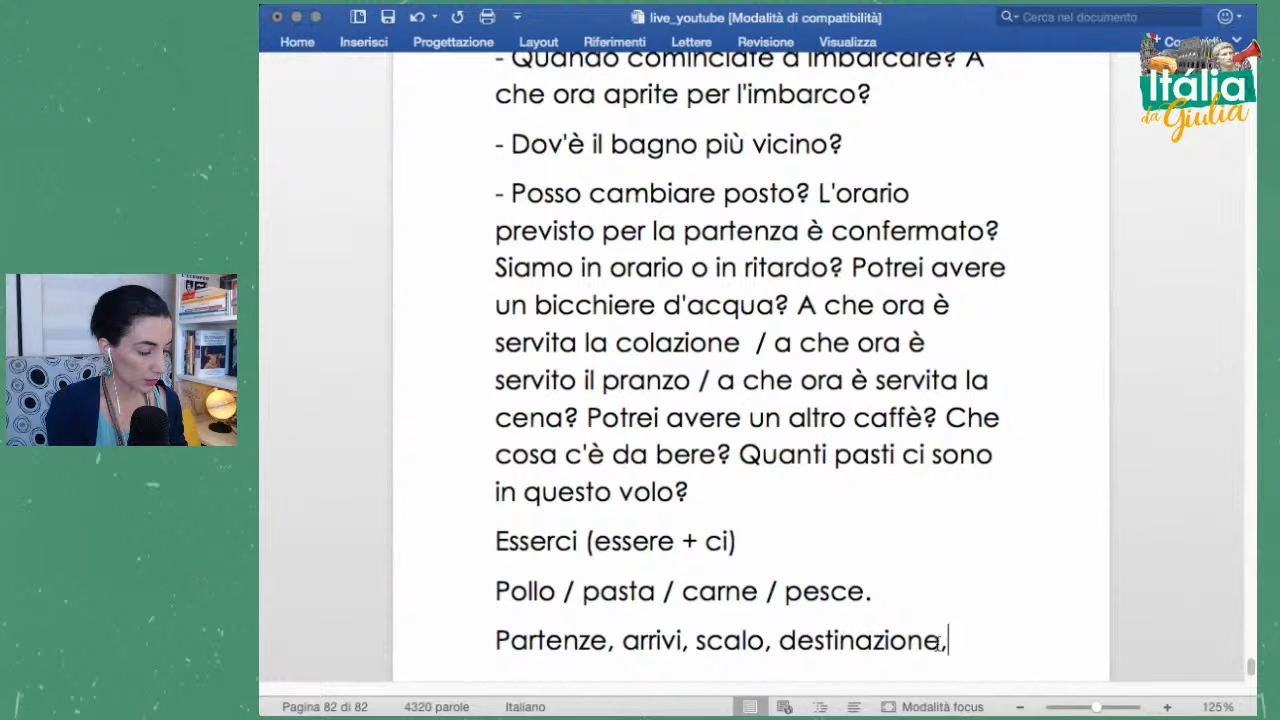 live_youtube [Modalità di compatibilità]
Cerca nel documento
Home Inserisci Progettazione Layout Riferimenti Lettere Revisione Visualizza
Itália
da Giulia
- Quando cominciate a imbarcare? A
che ora aprite per l'imbarco?
- Dov'è il bagno più vicino?
- Posso cambiare posto? L'orario
previsto per la partenza è confermato?
Siamo in orario o in ritardo? Potrei avere
un bicchiere d'acqua? A che ora è
servita la colazione / a che ora è
servito il pranzo / a che ora è servita la
cena? Potrei avere un altro caffè? Che
cosa c'è da bere? Quanti pasti ci sono
in questo volo?
Esserci (essere + ci)
Pollo / pasta / carne / pesce.
Partenze, arrivi, scalo, destinazione,
Pagina 82 di 82 4320 parole Italiano Modalità focus 125%